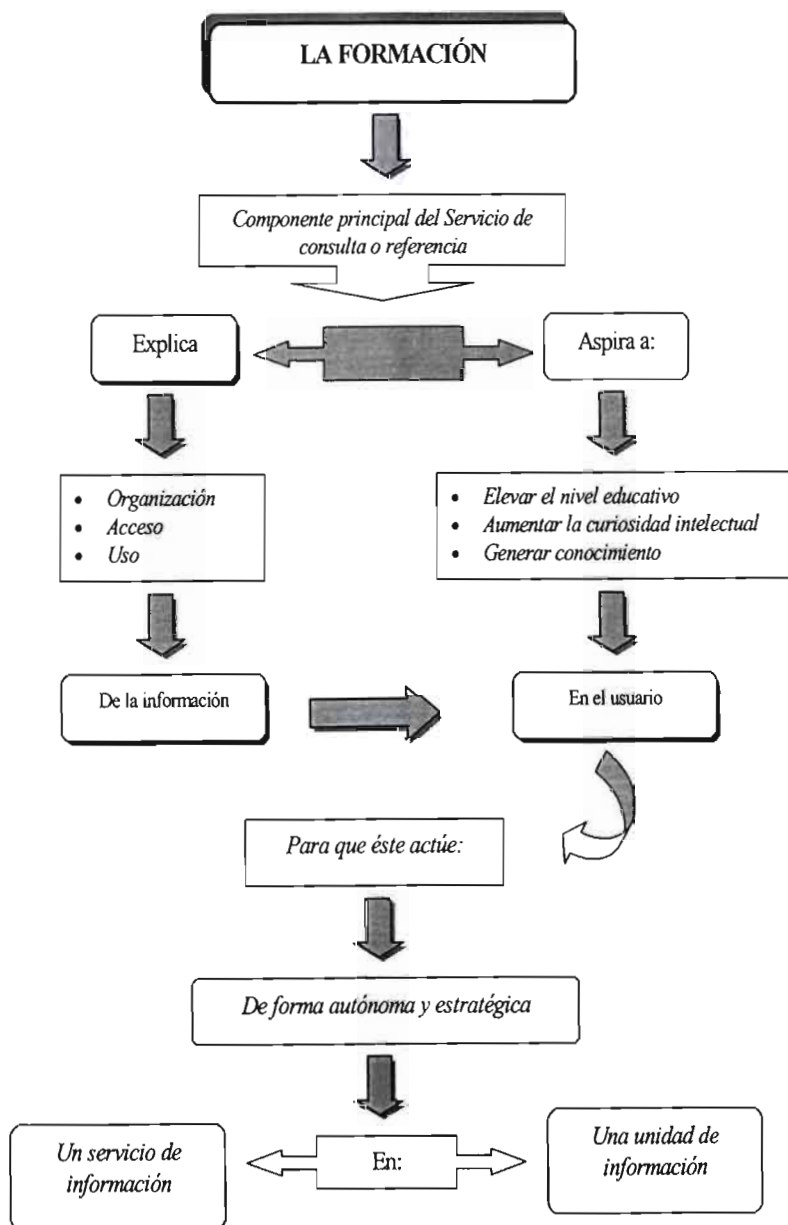 LA FORMACIÓN
Componente principal del Servicio de
consulta o referencia
Explica
Aspira a:
• Organización
• Acceso
• Uso
• Elevar el nivel educativo
• Aumentar la curiosidad intelectual
• Generar conocimiento
De la información
En el usuario
Para que éste actúe:
De forma autónoma y estratégica
Un servicio de
información
En:
Una unidad de
información